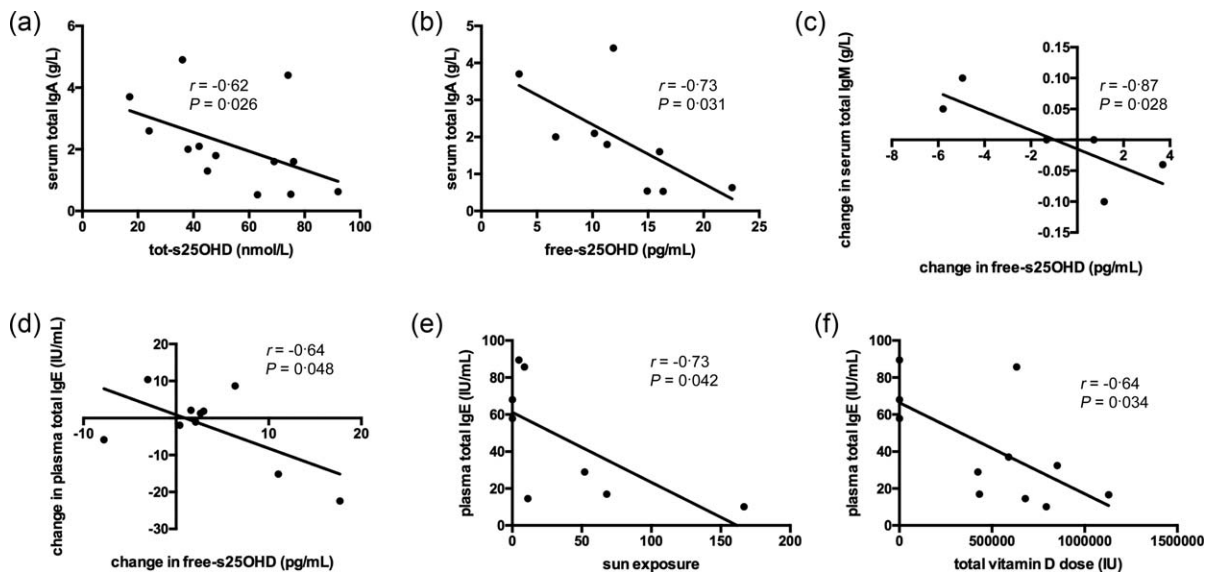 (a)
serum total IgA (g/L)
6
4
2
0
r = -0·62
P = 0·026
0 20 40 60 80 100
tot-s25OHD (nmol/L)
(b)
serum total IgA (g/L)
5
4
3
2
1
0
r = -0·73
P = 0·031
0 5 10 15 20 25
free-s25OHD (pg/mL)
(c)
change in serum total IgM (g/L)
0.15
0.10
0.05
r = -0·87
P = 0·028
-8 -6 -4 -2 2 4
-0.05
-0.10
-0.15
change in free-s25OHD (pg/mL)
(d)
change in plasma total IgE (IU/mL)
20
10
r = -0·64
P = 0·048
-10 10 20
-10
-20
-30
change in free-s25OHD (pg/mL)
(e)
plasma total IgE (IU/mL)
100
80
60
40
20
0
r = -0·73
P = 0·042
0 50 100 150 200
sun exposure
(f)
plasma total IgE (IU/mL)
100
80
60
40
20
0
r = -0·64
P = 0·034
0 500000 1000000 1500000
total vitamin D dose (IU)